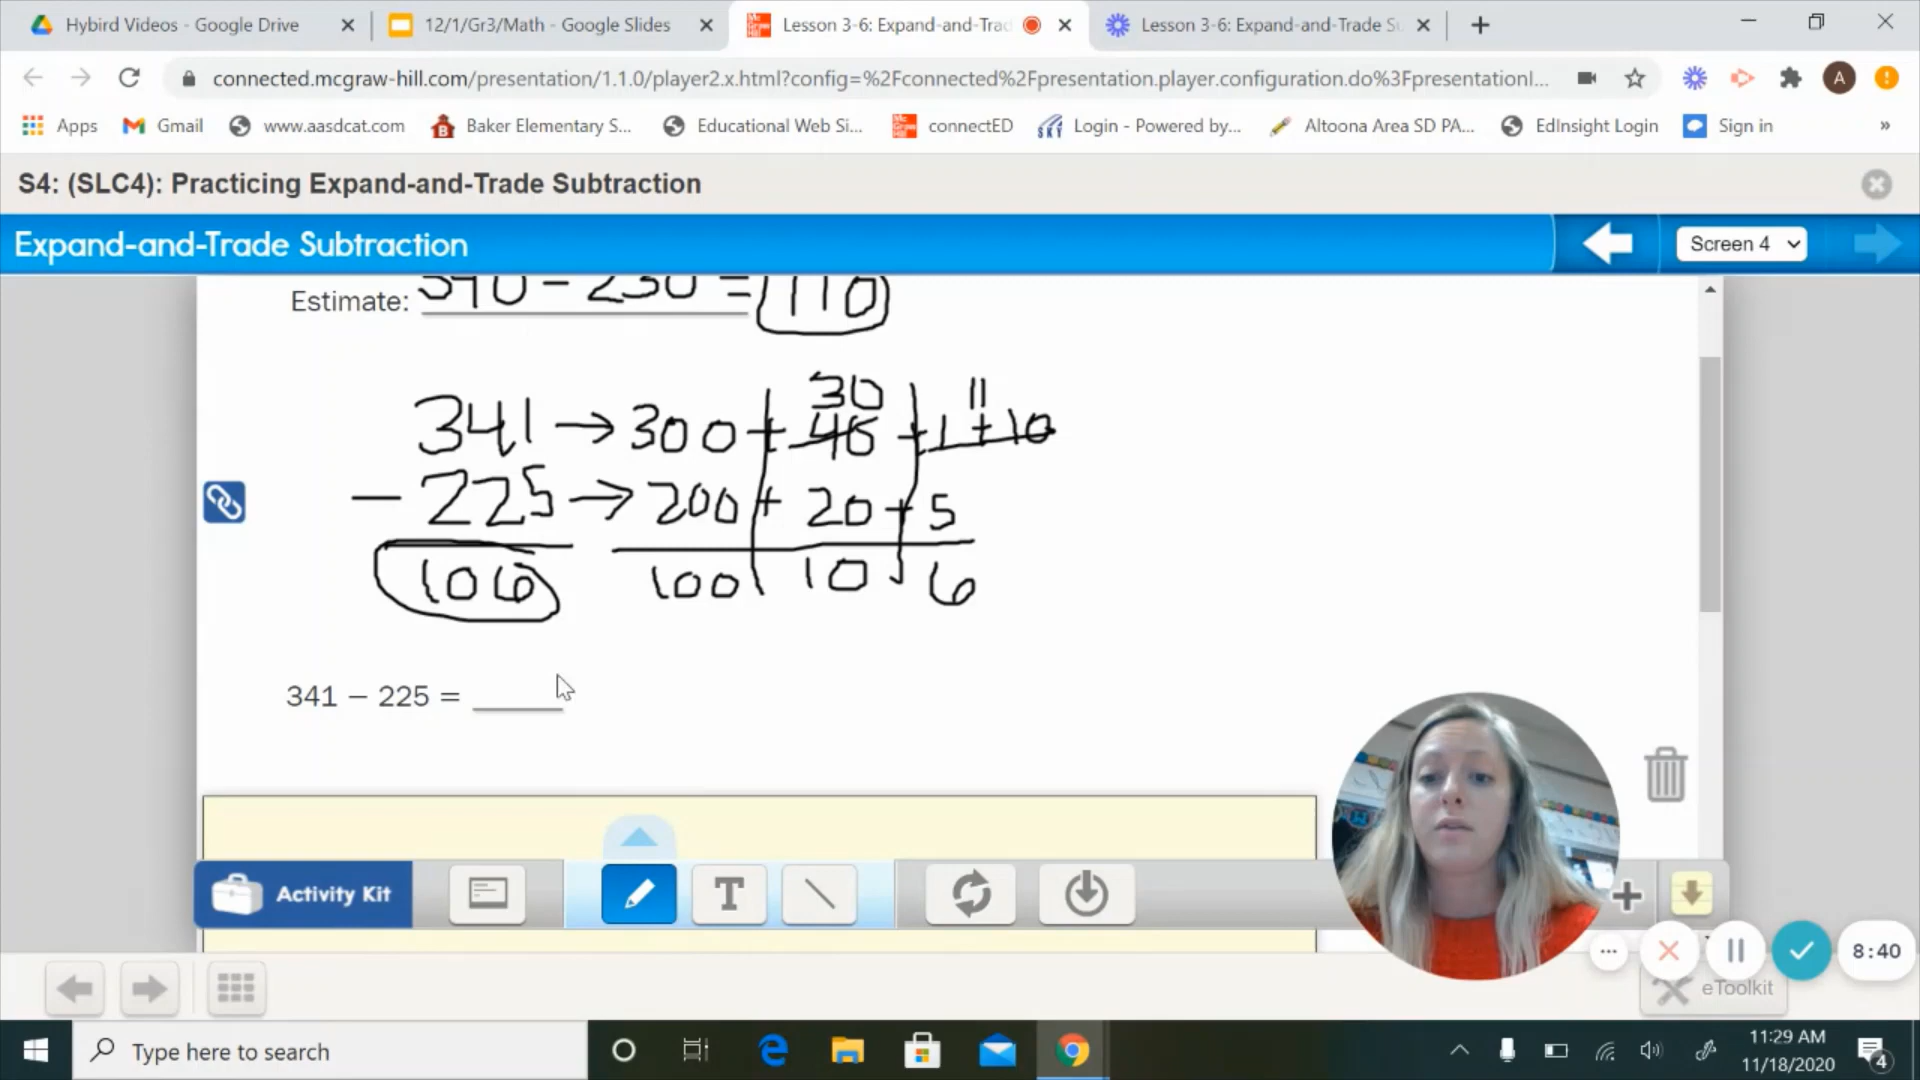 Hybird Videos - Google Drive
12/1/Gr3/Math - Google Slides
Lesson 3-6: Expand-and-Trad
Lesson 3-6: Expand-and-Trade Su
connected.mcgraw-hill.com/presentation/1.1.0/player2.x.html?config=%2Fconnected%2Fpresentation.player.configuration.do%3FpresentationI...
A
Apps
Gmail
www.aasdcat.com
Baker Elementary S...
Educational Web Si...
connectED
Login - Powered by...
Altoona Area SD PA...
EdInsight Login
Sign in
»
S4: (SLC4): Practicing Expand-and-Trade Subtraction
Expand-and-Trade Subtraction
Screen 4
Estimate: 340 - 230 = 110
30 11
341 → 300 + 40 + 1 + 10
- 225 → 200 + 20 + 5
106 100 10 6
341 − 225 = ____
Activity Kit
T
8:40
eToolkit
Type here to search
11:29 AM
11/18/2020
4